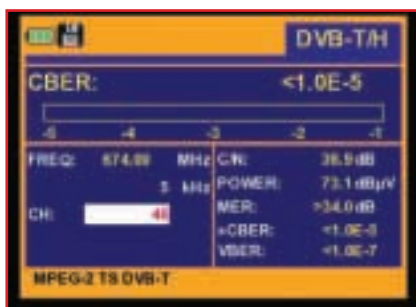 DVB-T/H
CBER: <1.0E-5
-5 -4 -3 -2 -1
FREQ: 674.00 MHz
5 kHz
CH: 46
C/N: 36.9 dB
POWER: 73.1 dBµV
MER: >34.0 dB
+CBER:
VBER: <1.0E-7
MPEG-2 TS DVB-T